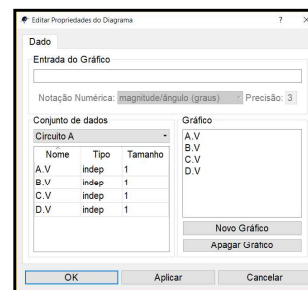 Editar Propriedades do Diagrama ?
Dado
Entrada do Gráfico
Notação Numérica: magnitude/ângulo (graus) Precisão: 3
Conjunto de dados
Circuito A
Nome Tipo Tamanho
A.V indep 1
B.V indep 1
C.V indep 1
D.V indep 1
Gráfico
A.V
B.V
C.V
D.V
Novo Gráfico
Apagar Gráfico
OK Aplicar Cancelar